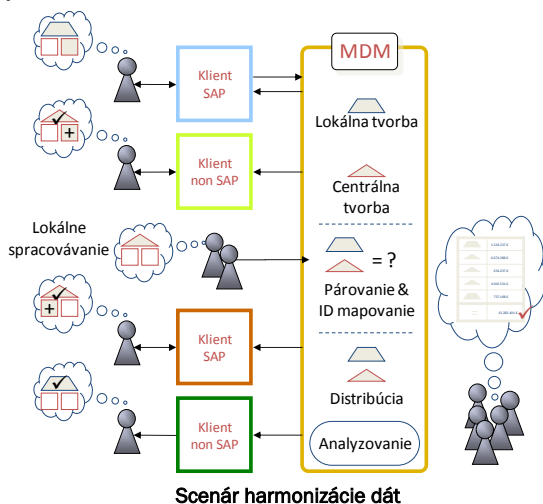 MDM
Klient
SAP
Lokálna tvorba
Klient
non SAP
Centrálna
tvorba
Lokálne
spracovávanie
= ?
Párovanie &
ID mapovanie
Klient
SAP
Distribúcia
Klient
non SAP
Analyzovanie
Scenár harmonizácie dát